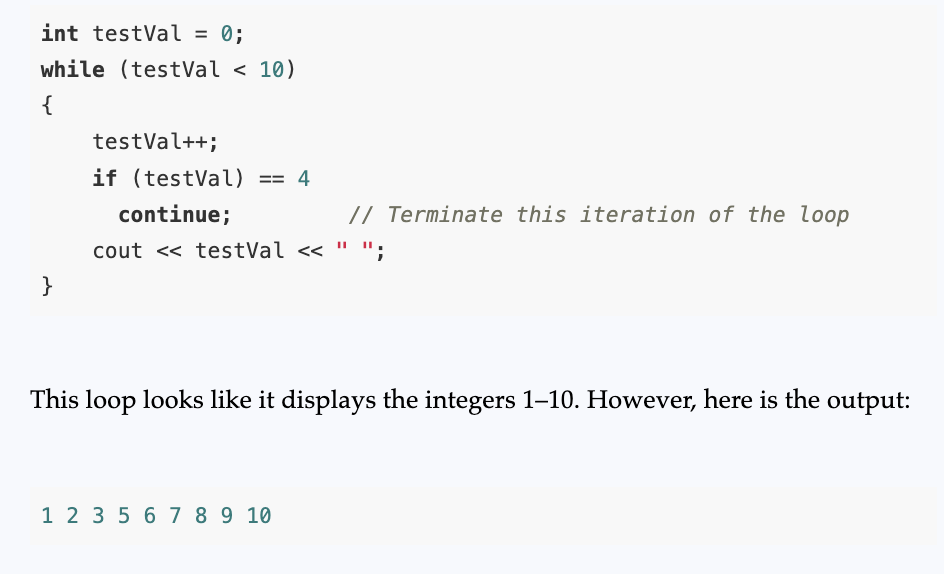 int testVal = 0;
while (testVal < 10)
{
    testVal++;
    if (testVal) == 4
      continue;         // Terminate this iteration of the loop
    cout << testVal << " ";
}
This loop looks like it displays the integers 1–10. However, here is the output:
1 2 3 5 6 7 8 9 10